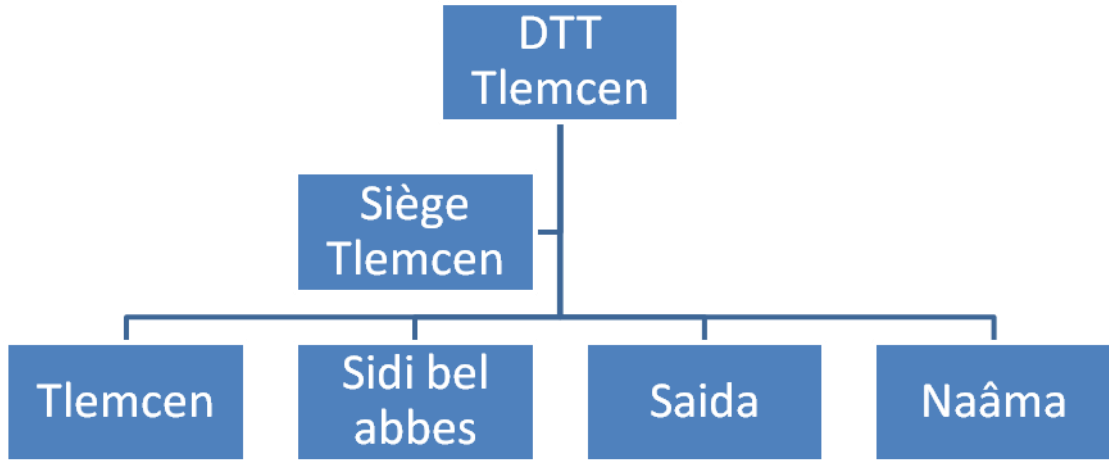 DTT
Tlemcen
Siège
Tlemcen
Tlemcen
Sidi bel
abbes
Saida
Naâma